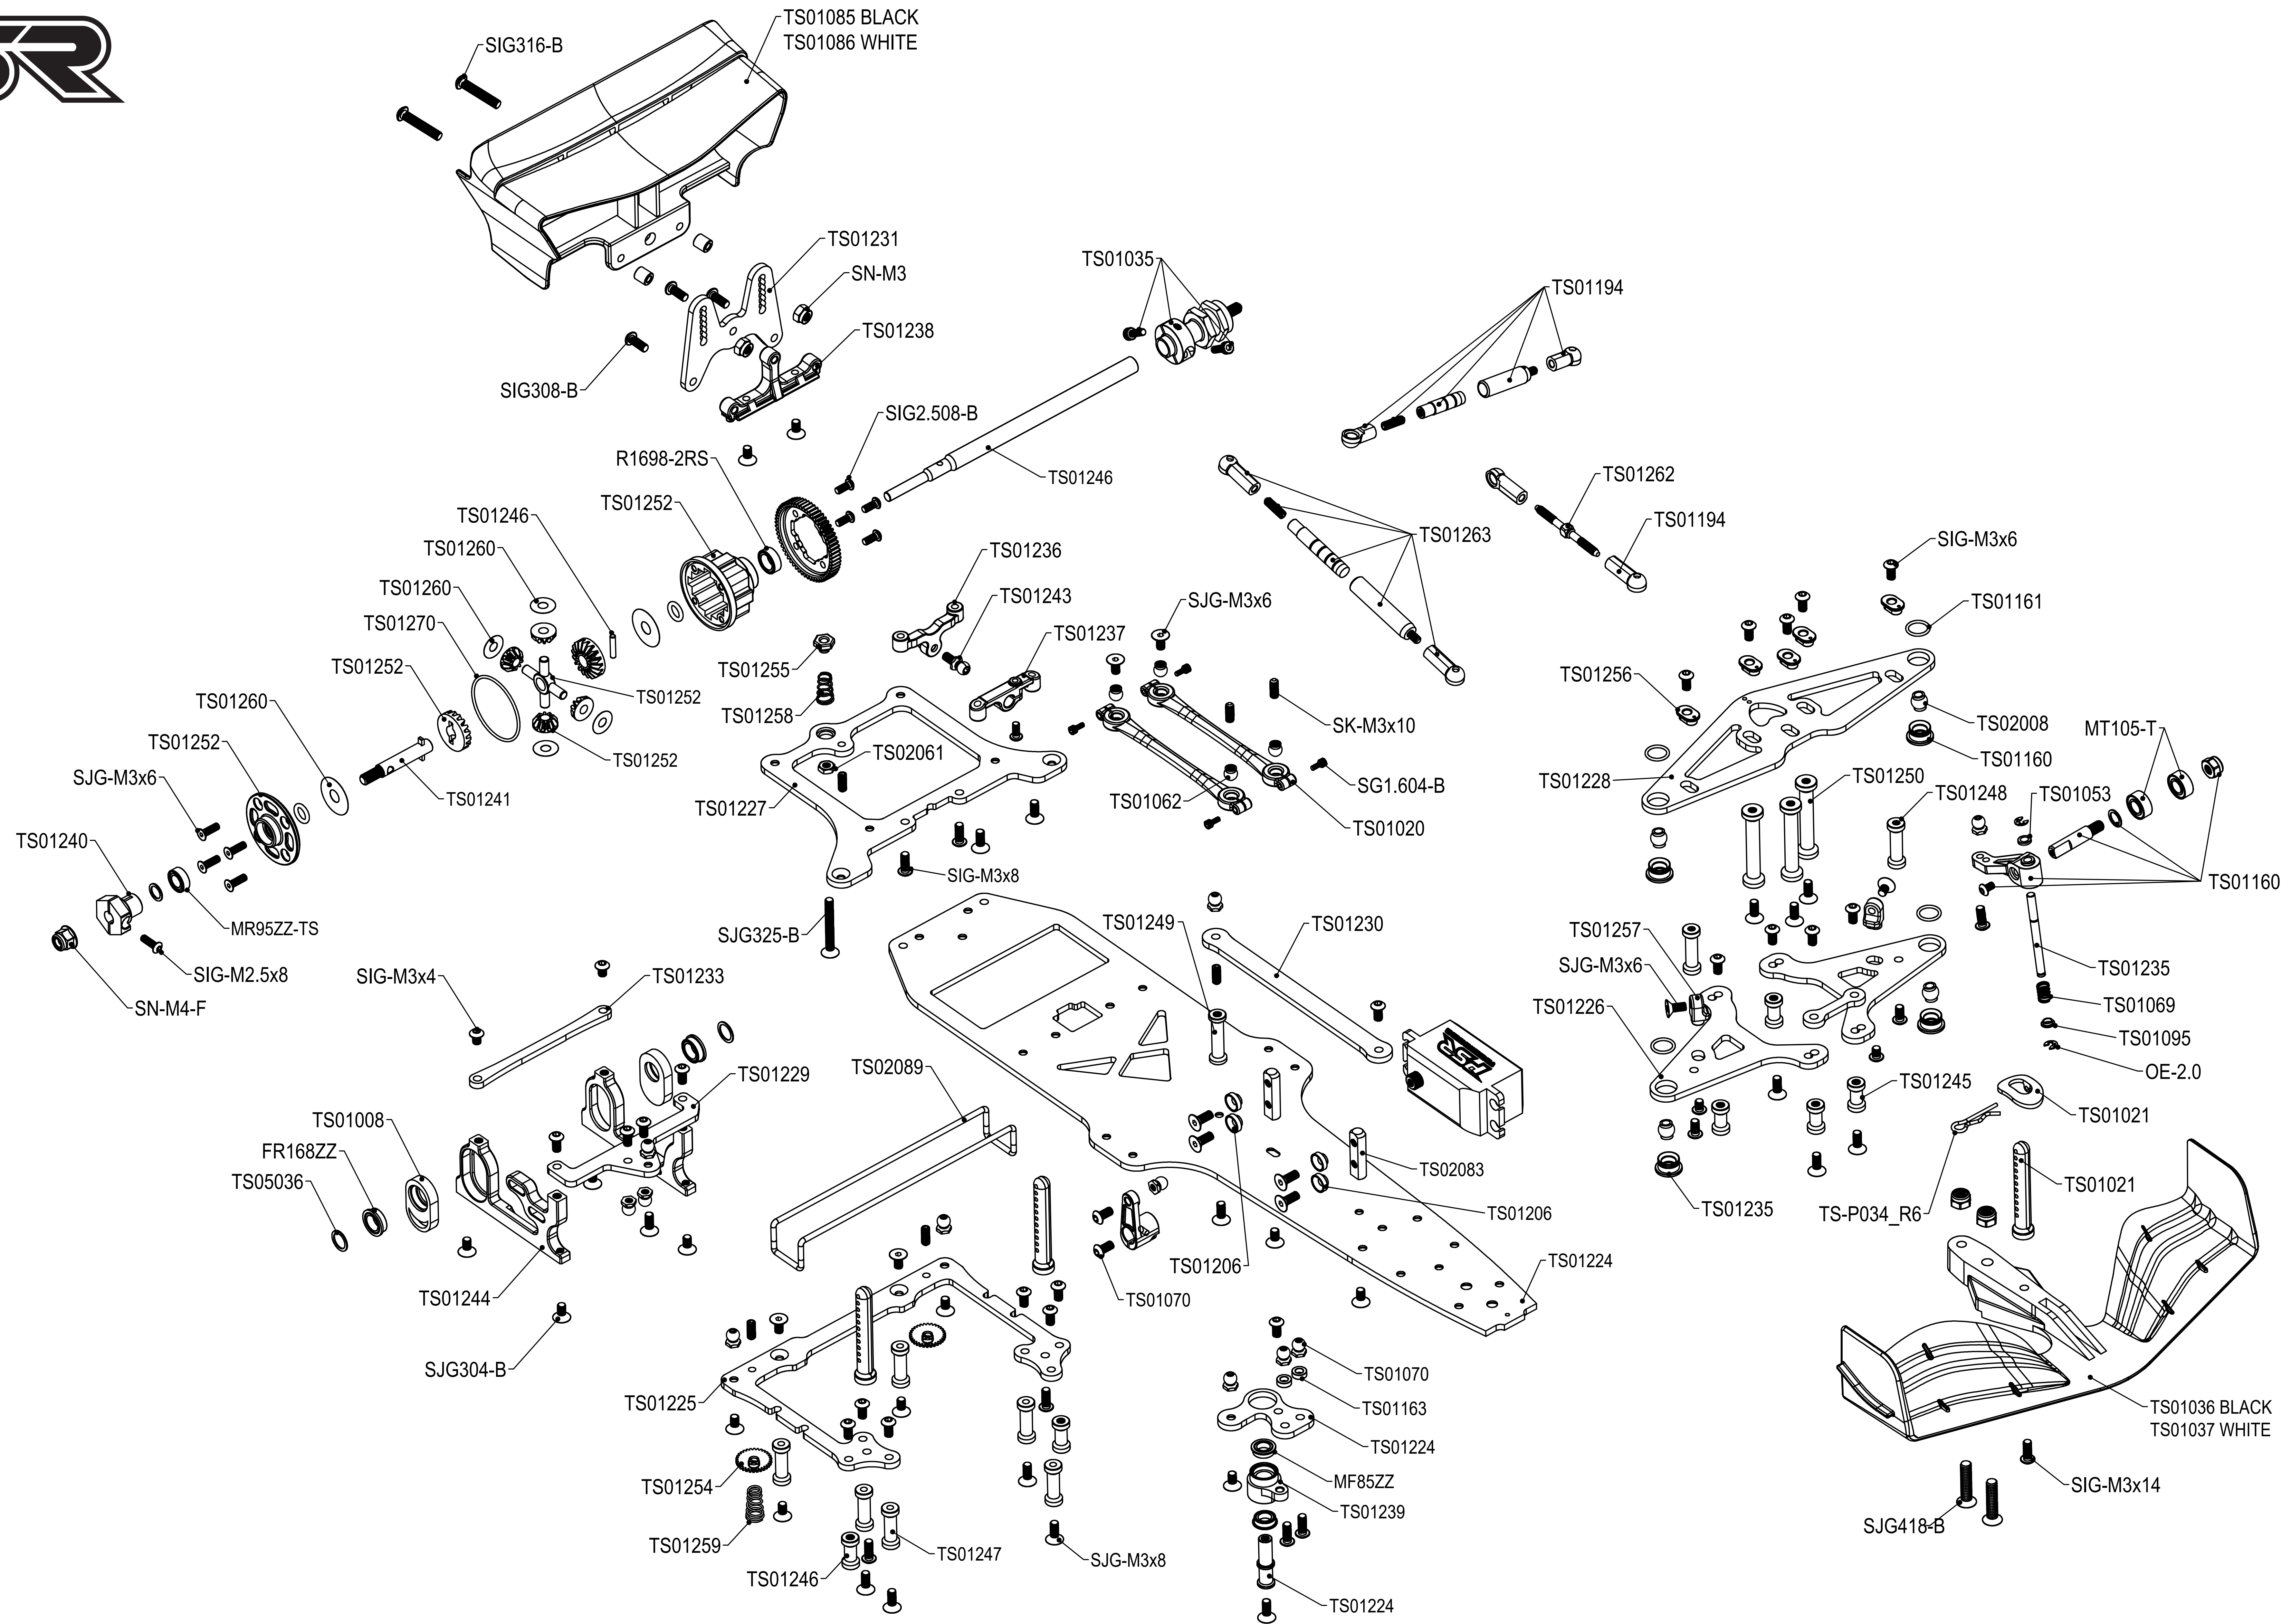 SIG316-B
TS01085 BLACK
TS01086 WHITE
TS01231
SN-M3
TS01238
SIG308-B
TS01035
TS01194
SIG2.508-B
R1698-2RS
TS01246
TS01252
TS01246
TS01260
TS01260
TS01270
TS01252
TS01260
TS01252
SJG-M3x6
TS01240
TS01252
TS01252
TS01241
MR95ZZ-TS
SIG-M2.5x8
SN-M4-F
TS01236
TS01243
TS01237
TS01255
TS01258
TS02061
TS01227
SIG-M3x8
SJG325-B
SJG-M3x6
TS01263
TS01262
TS01194
SK-M3x10
SG1.604-B
TS01062
TS01020
SIG-M3x6
TS01161
TS01256
TS02008
MT105-T
TS01160
TS01228
TS01250
TS01053
TS01248
TS01160
TS01257
SJG-M3x6
TS01226
TS01235
TS01069
TS01095
OE-2.0
TS01245
TS01021
TS01021
TS-P034_R6
TS01235
SIG-M3x4
TS01233
TS01229
TS01008
FR168ZZ
TS05036
TS01244
SJG304-B
TS02089
TS01249
TS01230
TS02083
TS01206
TS01206
TS01224
TS01070
TS01225
TS01254
TS01259
TS01246
TS01247
SJG-M3x8
TS01070
TS01163
TS01224
MF85ZZ
TS01239
TS01224
TS01036 BLACK
TS01037 WHITE
SIG-M3x14
SJG418-B